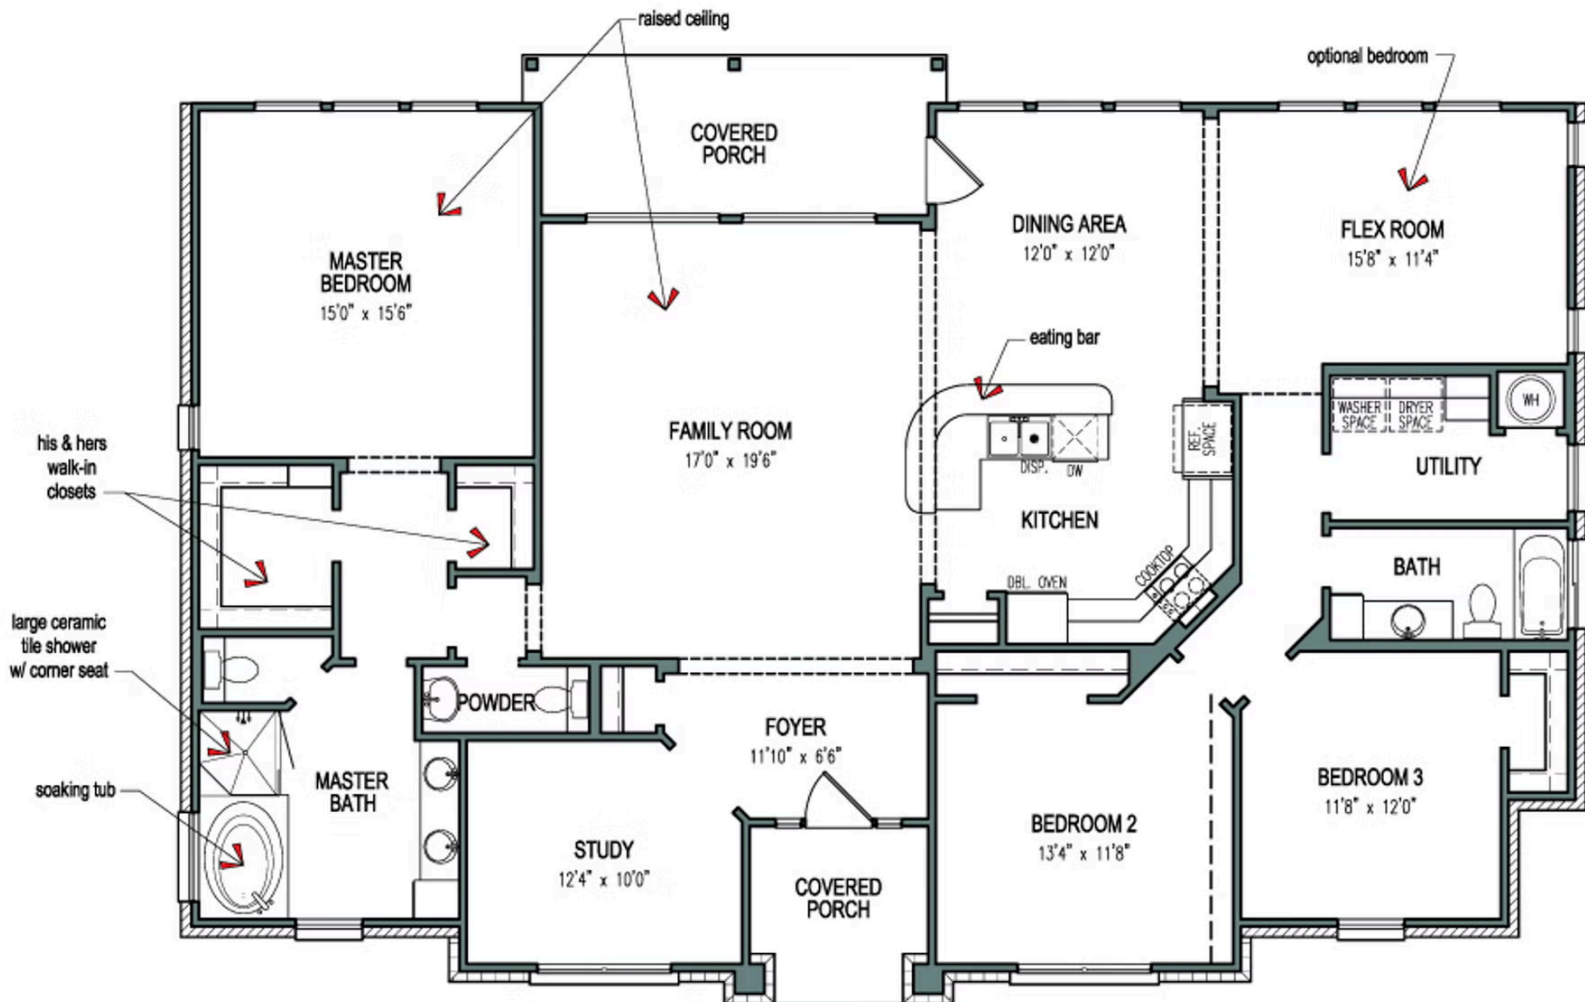 raised ceiling
optional bedroom
COVERED
PORCH
DINING AREA
12'0" x 12'0"
FLEX ROOM
15'8" x 11'4"
MASTER
BEDROOM
15'0" x 15'6"
eating bar
WASHER
SPACE
DRYER
SPACE
WH
his & hers
walk-in
closets
FAMILY ROOM
17'0" x 19'6"
REF.
SPACE
DISP.
DW
UTILITY
KITCHEN
COOKTOP
DBL. OVEN
BATH
large ceramic
tile shower
w/ corner seat
POWDER
FOYER
11'10" x 6'6"
soaking tub
MASTER
BATH
BEDROOM 3
11'8" x 12'0"
STUDY
12'4" x 10'0"
BEDROOM 2
13'4" x 11'8"
COVERED
PORCH